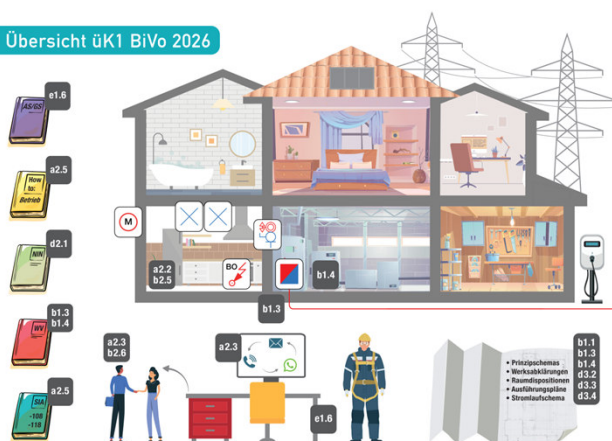 Übersicht üK1 BiVo 2026
AS/GS
e1.6
How
to:
Betrieb
a2.5
NIN
d2.1
WV
b1.3
b1.4
SIA
-108
-118
a2.5
M
a2.2
b2.5
BO
b1.4
b1.3
a2.3
b2.6
a2.3
e1.6
• Prinzipschemas
• Werksabklärungen
• Raumdispositionen
• Ausführungspläne
• Stromlaufschema
b1.1
b1.3
b1.4
d3.2
d3.3
d3.4